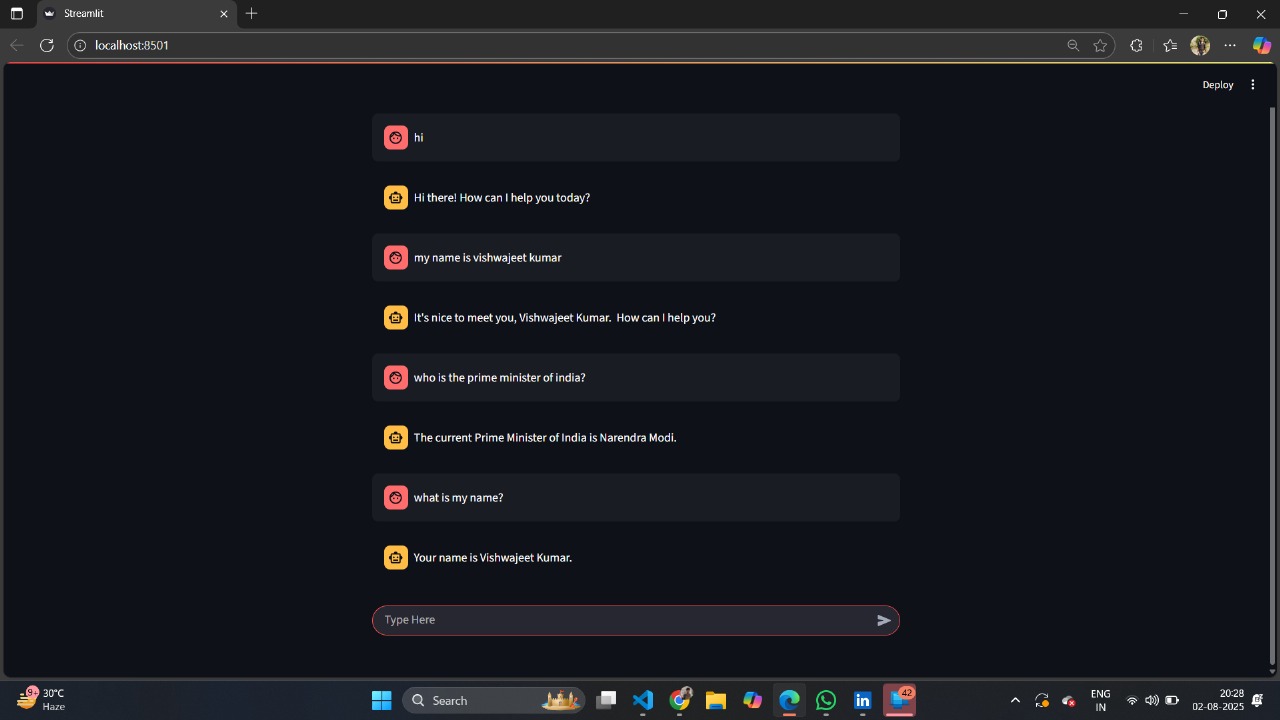 Streamlit
localhost:8501
Deploy
hi
Hi there! How can I help you today?
my name is vishwajeet kumar
It's nice to meet you, Vishwajeet Kumar. How can I help you?
who is the prime minister of india?
The current Prime Minister of India is Narendra Modi.
what is my name?
Your name is Vishwajeet Kumar.
Type Here
9+
30°C
Haze
Search
in
42
ENG
IN
20:28
02-08-2025